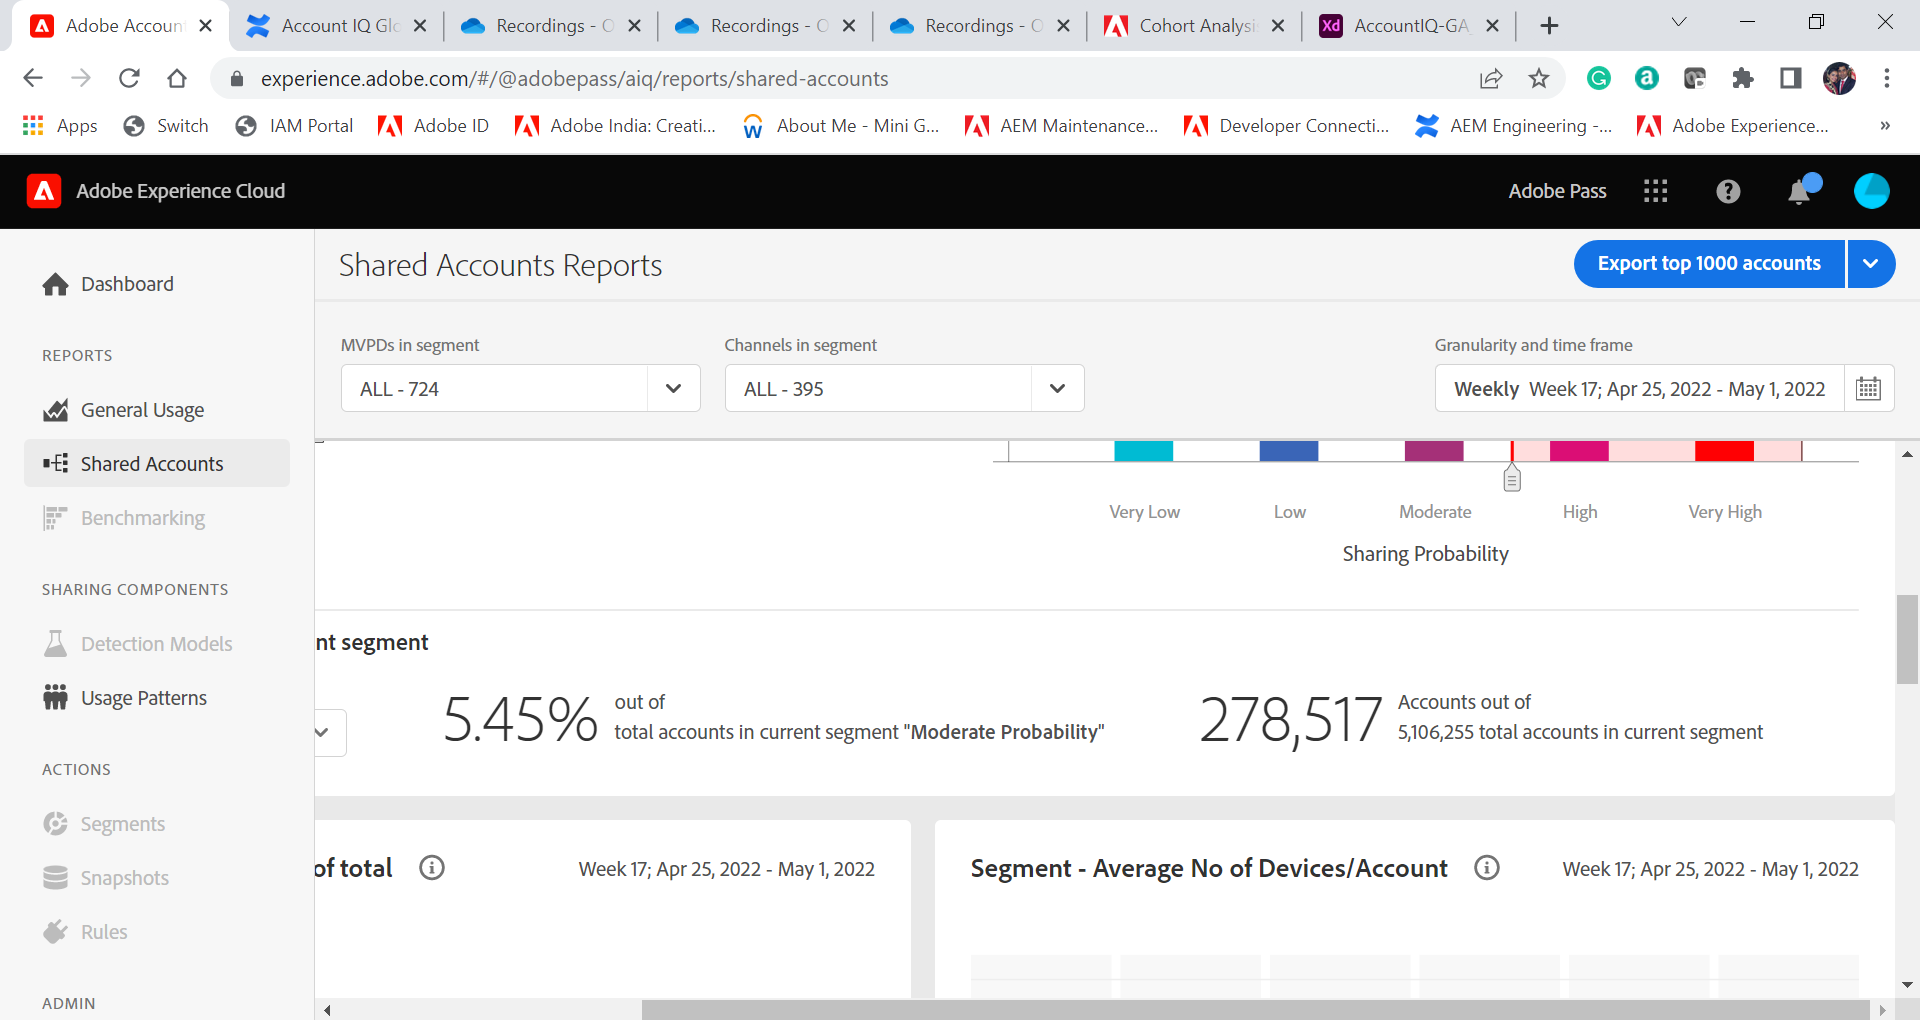 Adobe Accoun
Account IQ Glo
Recordings - O
Recordings - O
Recordings - O
Cohort Analysi
Xd
AccountIQ-GA
experience.adobe.com/#/@adobepass/aiq/reports/shared-accounts
Apps
Switch
IAM Portal
Adobe ID
Adobe India: Creati...
About Me - Mini G...
AEM Maintenance...
Developer Connecti...
AEM Engineering -...
Adobe Experience...
»
Adobe Experience Cloud
Adobe Pass
Dashboard
REPORTS
General Usage
Shared Accounts
Benchmarking
SHARING COMPONENTS
Detection Models
Usage Patterns
ACTIONS
Segments
Snapshots
Rules
ADMIN
Shared Accounts Reports
Export top 1000 accounts
MVPDs in segment
ALL - 724
Channels in segment
ALL - 395
Granularity and time frame
Weekly Week 17; Apr 25, 2022 - May 1, 2022
Very Low
Low
Moderate
High
Very High
Sharing Probability
nt segment
5.45%
out of
total accounts in current segment "Moderate Probability"
278,517
Accounts out of
5,106,255 total accounts in current segment
of total
Week 17; Apr 25, 2022 - May 1, 2022
Segment - Average No of Devices/Account
Week 17; Apr 25, 2022 - May 1, 2022